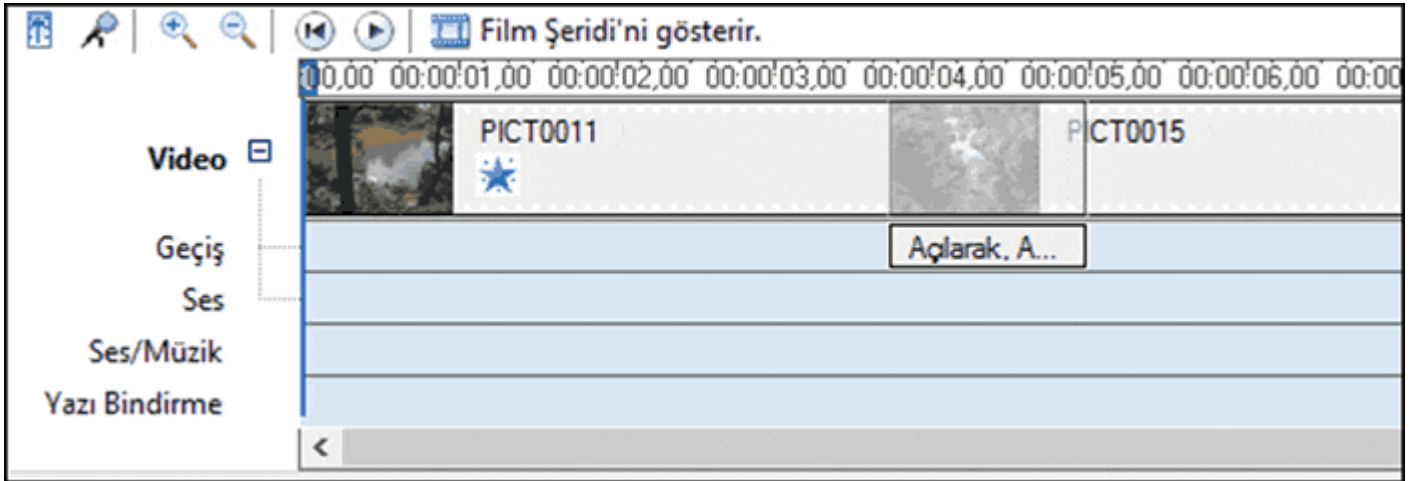 Film Şeridi'ni gösterir.
00,00 00:00:01,00 00:00:02,00 00:00:03,00 00:00:04,00 00:00:05,00 00:00:06,00 00:00
Video
PICT0011
PICT0015
Geçiş
Açılarak, A...
Ses
Ses/Müzik
Yazı Bindirme